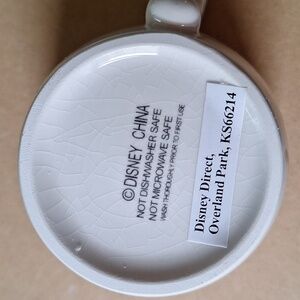 ©DISNEY CHINA
NOT DISHWASHER SAFE
NOT MICROWAVE SAFE
WASH THOROUGHLY PRIOR TO FIRST USE
Disney Direct,
Overland Park, KS66214